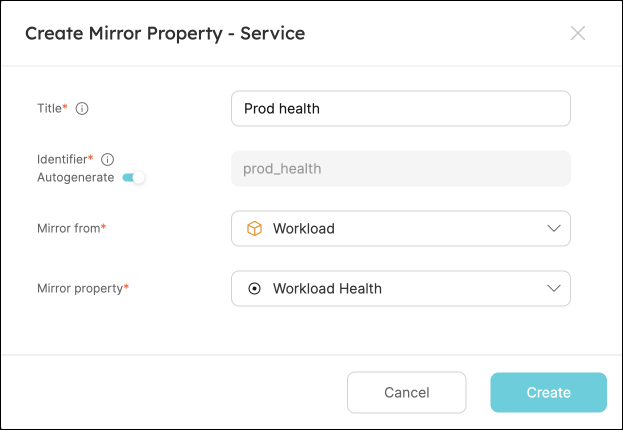 Create Mirror Property - Service
Title*
Prod health
Identifier*
Autogenerate
prod_health
Mirror from*
Workload
Mirror property*
Workload Health
Cancel
Create